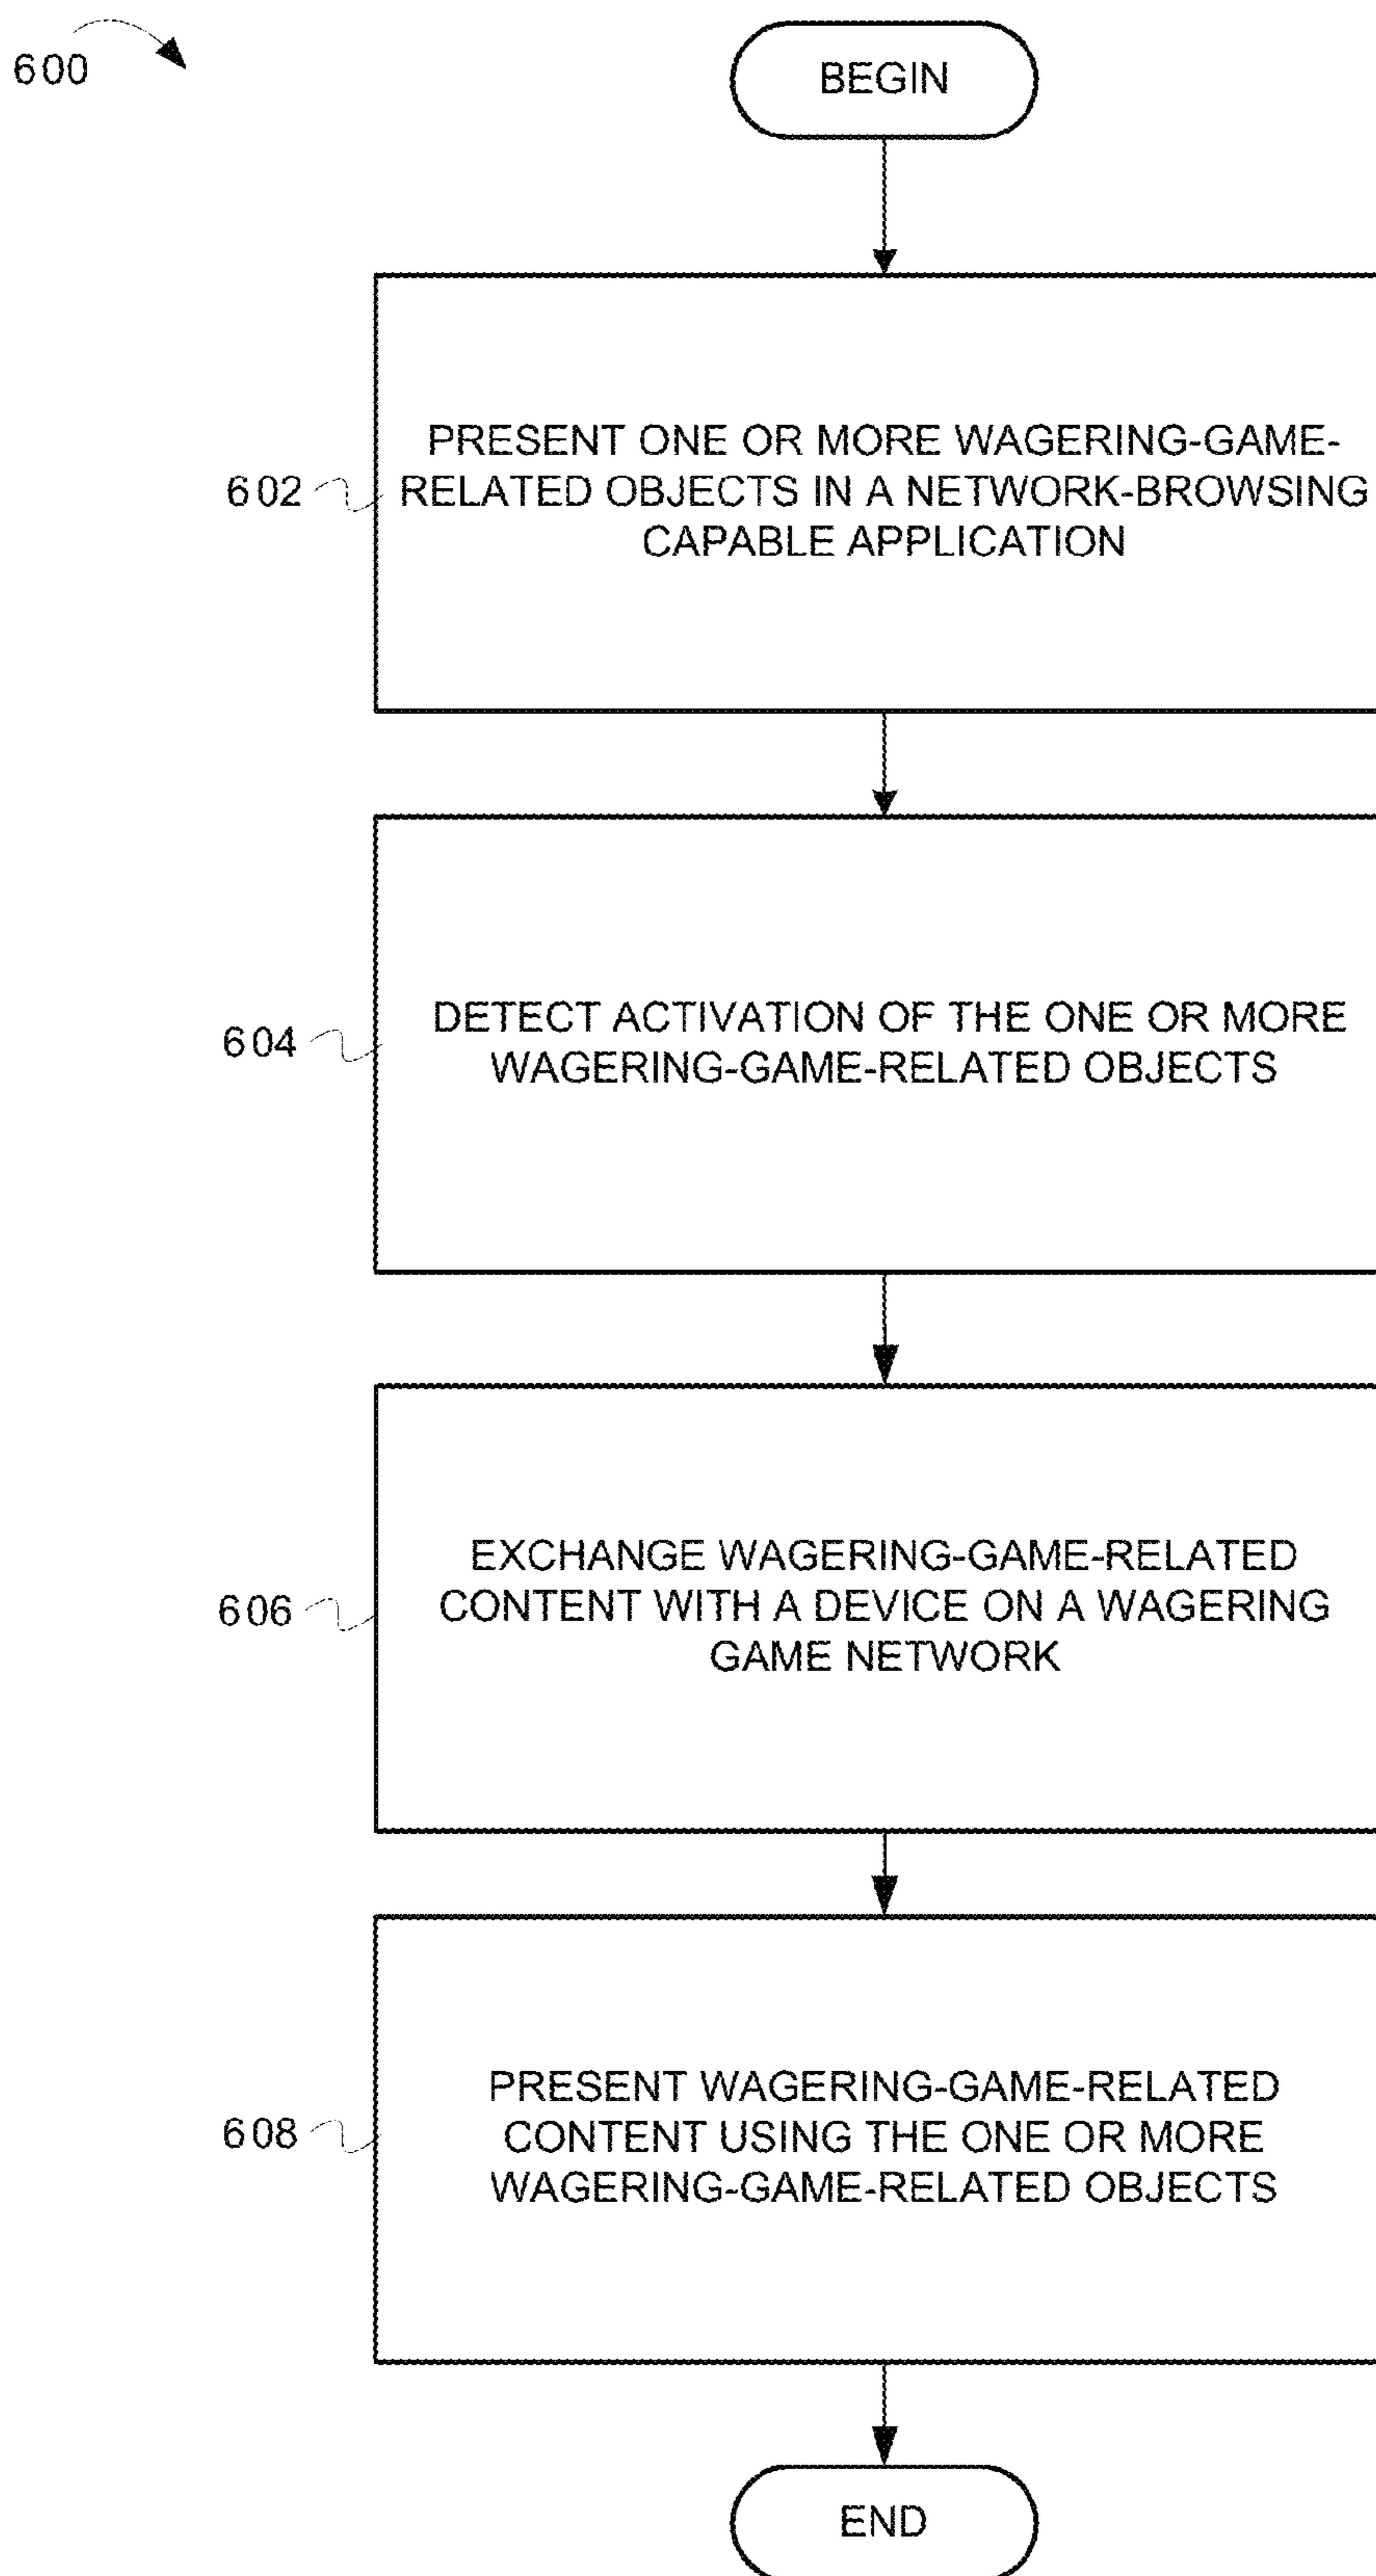 600
BEGIN
602
PRESENT ONE OR MORE WAGERING-GAME-
RELATED OBJECTS IN A NETWORK-BROWSING
CAPABLE APPLICATION
604
DETECT ACTIVATION OF THE ONE OR MORE
WAGERING-GAME-RELATED OBJECTS
606
EXCHANGE WAGERING-GAME-RELATED
CONTENT WITH A DEVICE ON A WAGERING
GAME NETWORK
608
PRESENT WAGERING-GAME-RELATED
CONTENT USING THE ONE OR MORE
WAGERING-GAME-RELATED OBJECTS
END